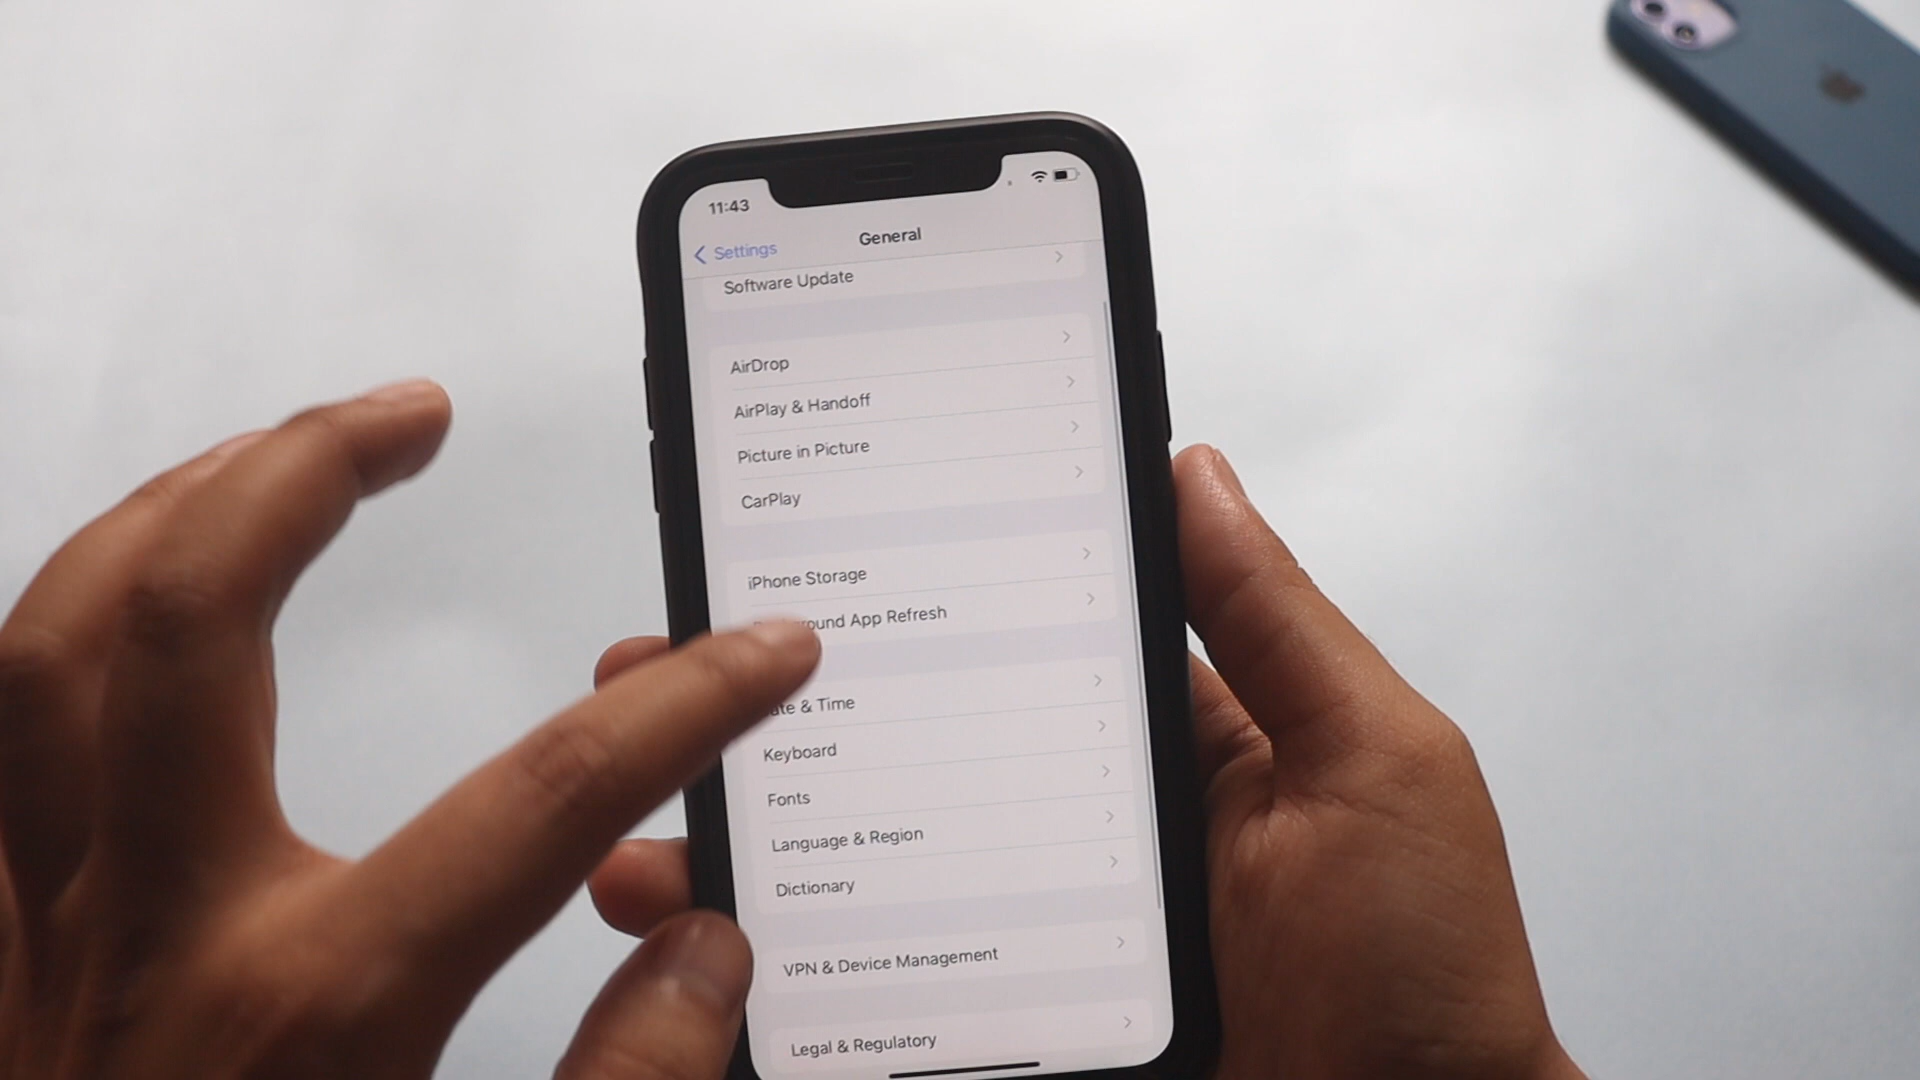 11:43
Settings
General
Software Update
AirDrop
AirPlay & Handoff
Picture in Picture
CarPlay
iPhone Storage
App Refresh
& Time
Keyboard
Fonts
Language & Region
Dictionary
VPN & Device Management
Legal & Regulatory